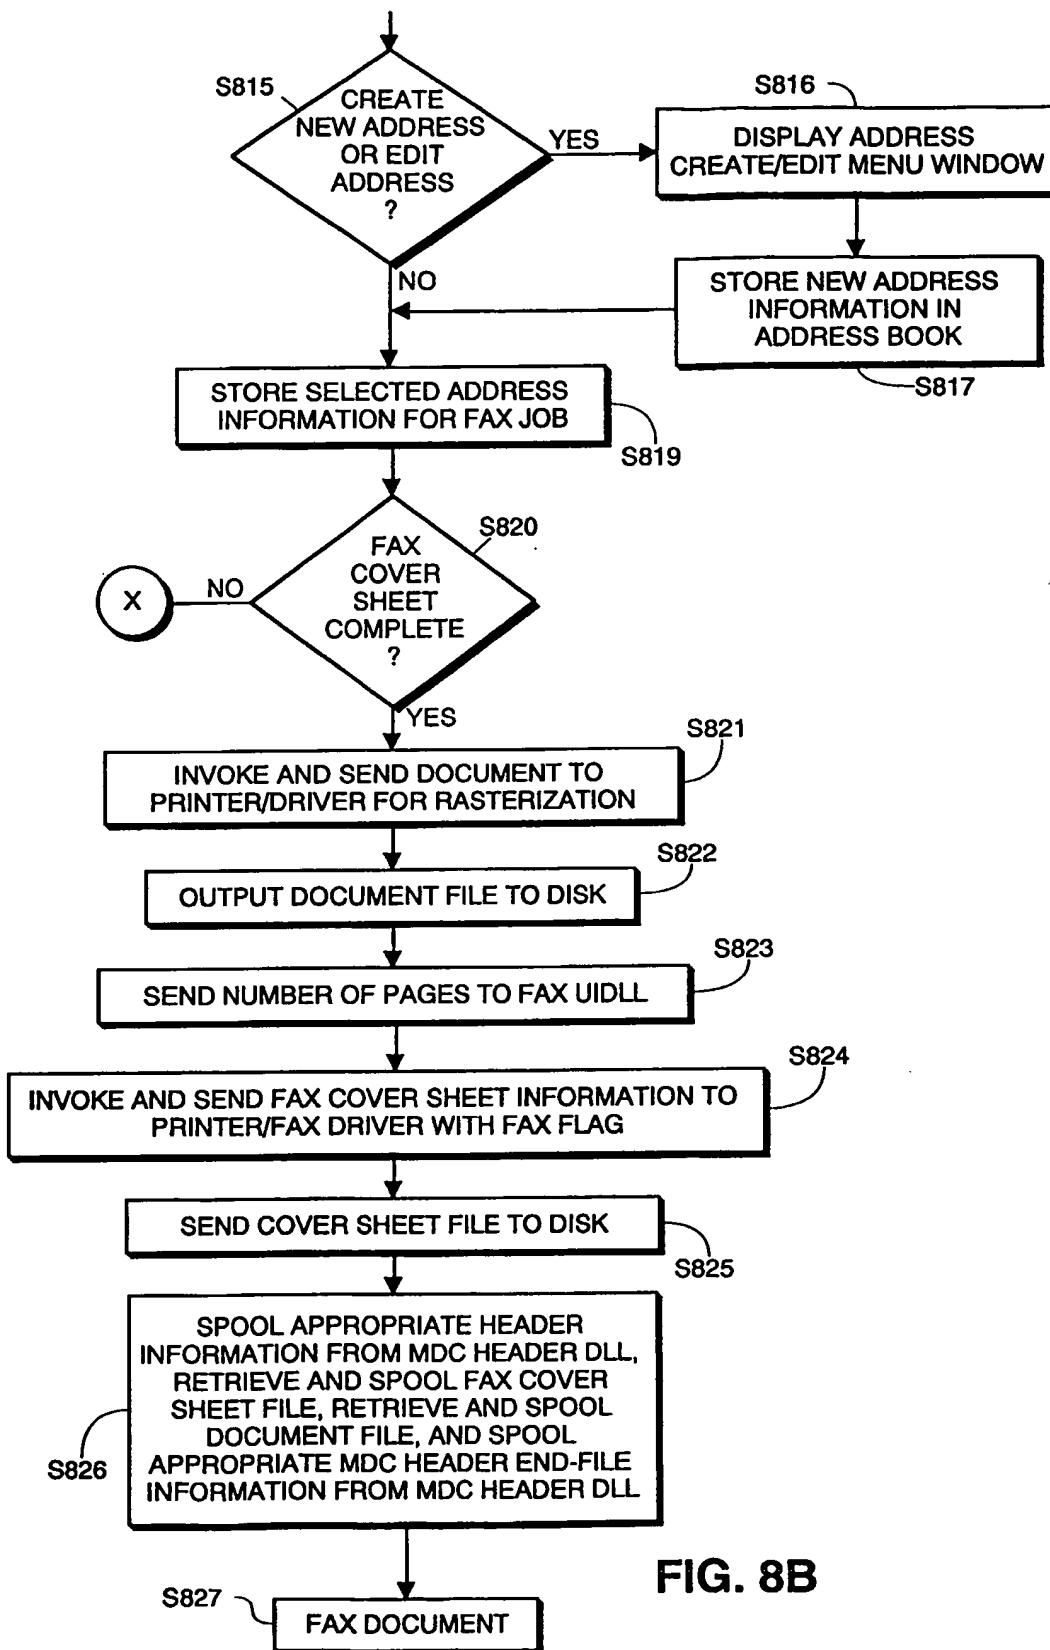 S815
CREATE
NEW ADDRESS
OR EDIT
ADDRESS
?
YES
S816
DISPLAY ADDRESS
CREATE/EDIT MENU WINDOW
NO
STORE NEW ADDRESS
INFORMATION IN
ADDRESS BOOK
S817
STORE SELECTED ADDRESS
INFORMATION FOR FAX JOB
S819
S820
FAX
COVER
SHEET
COMPLETE
?
NO
X
YES
S821
INVOKE AND SEND DOCUMENT TO
PRINTER/DRIVER FOR RASTERIZATION
S822
OUTPUT DOCUMENT FILE TO DISK
S823
SEND NUMBER OF PAGES TO FAX UIDLL
S824
INVOKE AND SEND FAX COVER SHEET INFORMATION TO
PRINTER/FAX DRIVER WITH FAX FLAG
SEND COVER SHEET FILE TO DISK
S825
SPOOL APPROPRIATE HEADER
INFORMATION FROM MDC HEADER DLL,
RETRIEVE AND SPOOL FAX COVER
SHEET FILE, RETRIEVE AND SPOOL
DOCUMENT FILE, AND SPOOL
APPROPRIATE MDC HEADER END-FILE
INFORMATION FROM MDC HEADER DLL
S826
S827
FAX DOCUMENT
FIG. 8B